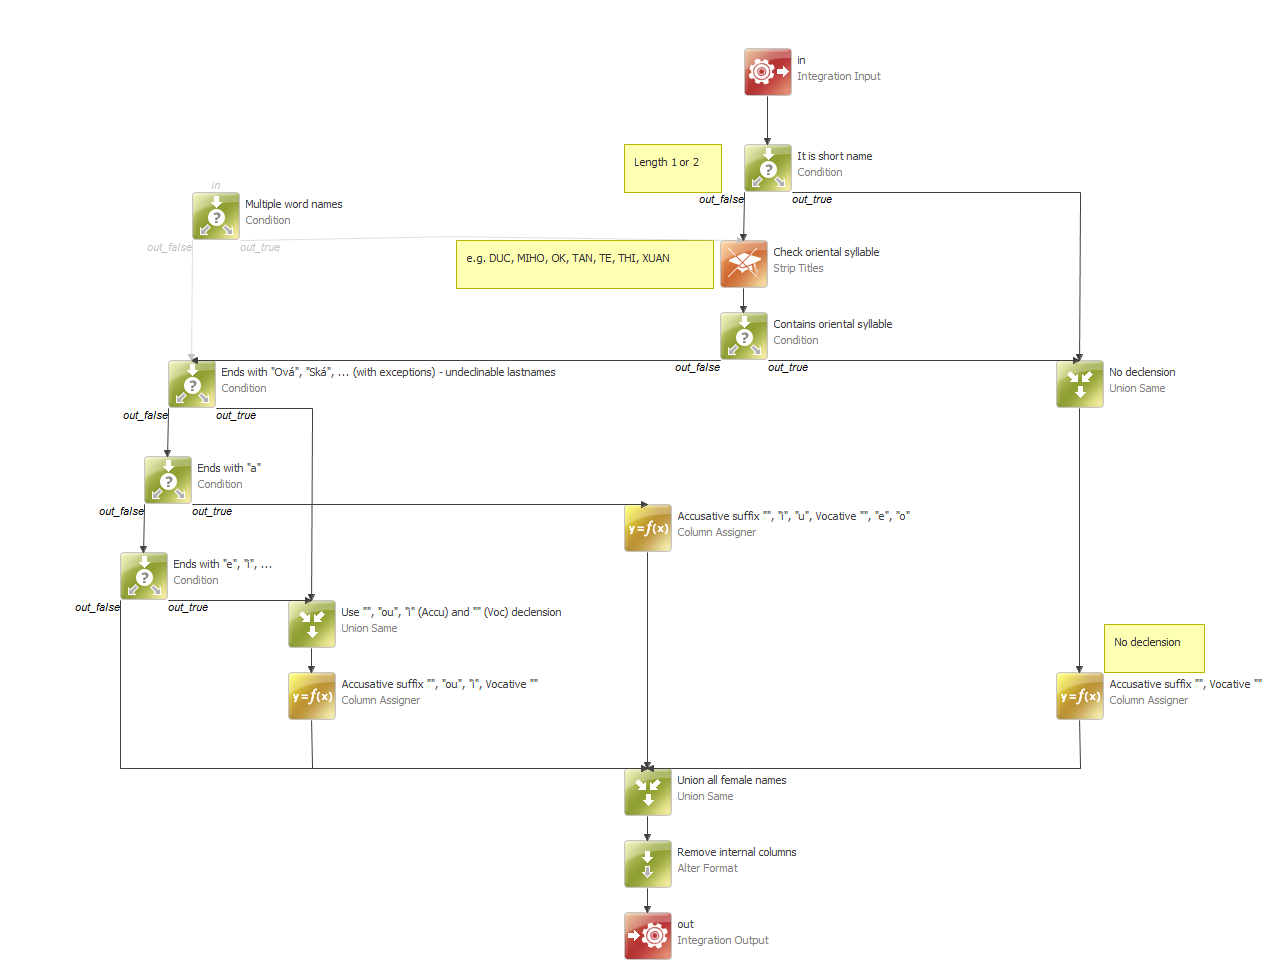 in
Integration Input
Length 1 or 2
It is short name
Condition
out_false
out_true
in
Multiple word names
Condition
out_false
out_true
e.g. DUC, MIHO, OK, TAN, TE, THI, XUAN
Check oriental syllable
Strip Titles
Contains oriental syllable
Condition
out_false
out_true
Ends with "Ová", "Ská", ... (with exceptions) - undeclinable lastnames
Condition
out_false
out_true
No declension
Union Same
Ends with "a"
Condition
out_false
out_true
Accusative suffix "", "i", "u", Vocative "", "e", "o"
y=f(x)
Column Assigner
Ends with "e", "i", ...
Condition
out_false
out_true
Use "", "ou", "i" (Accu) and "" (Voc) declension
Union Same
No declension
Accusative suffix "", "ou", "i", Vocative ""
y=f(x)
Column Assigner
Accusative suffix "", Vocative ""
y=f(x)
Column Assigner
Union all female names
Union Same
Remove internal columns
Alter Format
out
Integration Output